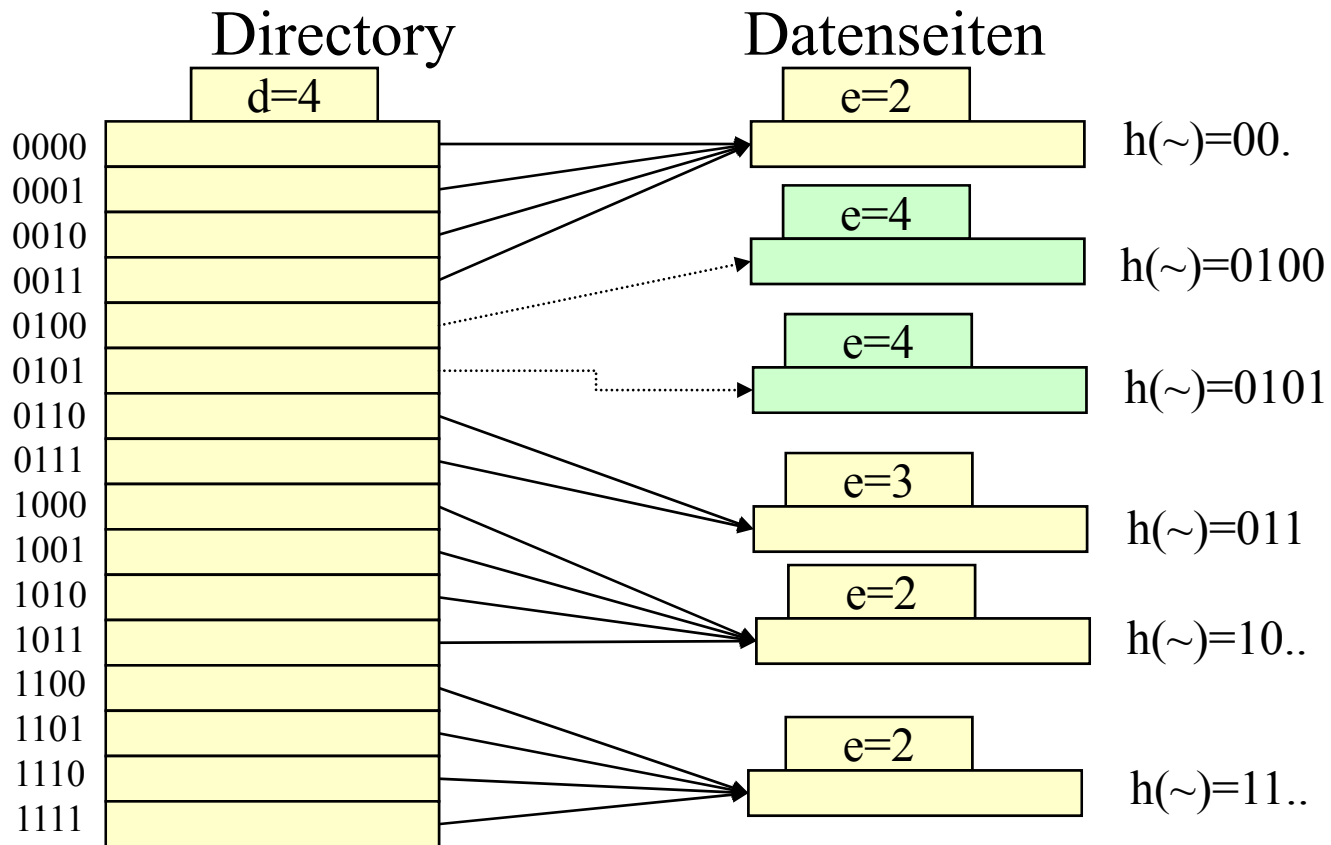 Directory
Datenseiten
d=4
e=2
0000
h(~)=00.
0001
e=4
0010
0011
h(~)=0100
0100
e=4
0101
h(~)=0101
0110
0111
e=3
1000
h(~)=011
1001
1010
e=2
1011
h(~)=10..
1100
1101
e=2
1110
h(~)=11..
1111